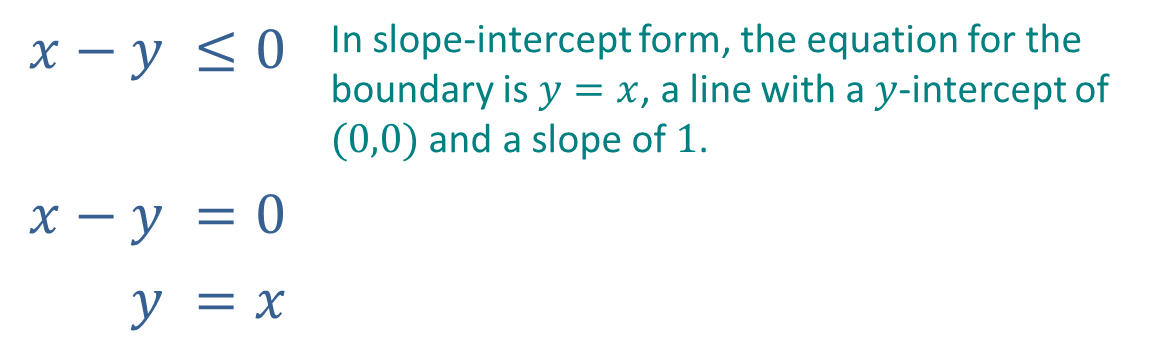 x − y ≤ 0
In slope-intercept form, the equation for the
boundary is y = x, a line with a y-intercept of
(0,0) and a slope of 1.
x − y = 0
y = x